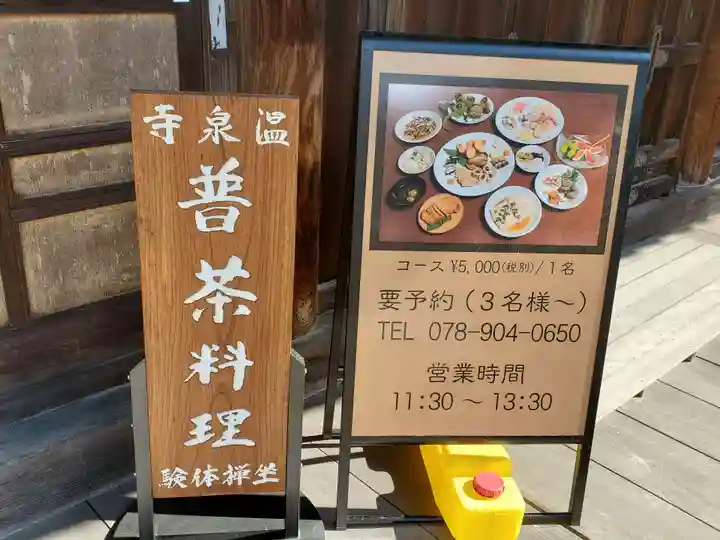 寺泉温
普茶料理
験体禅坐
コース ¥5,000(税別)/1名
要予約(3名様~)
TEL 078-904-0650
営業時間
11:30 ~ 13:30